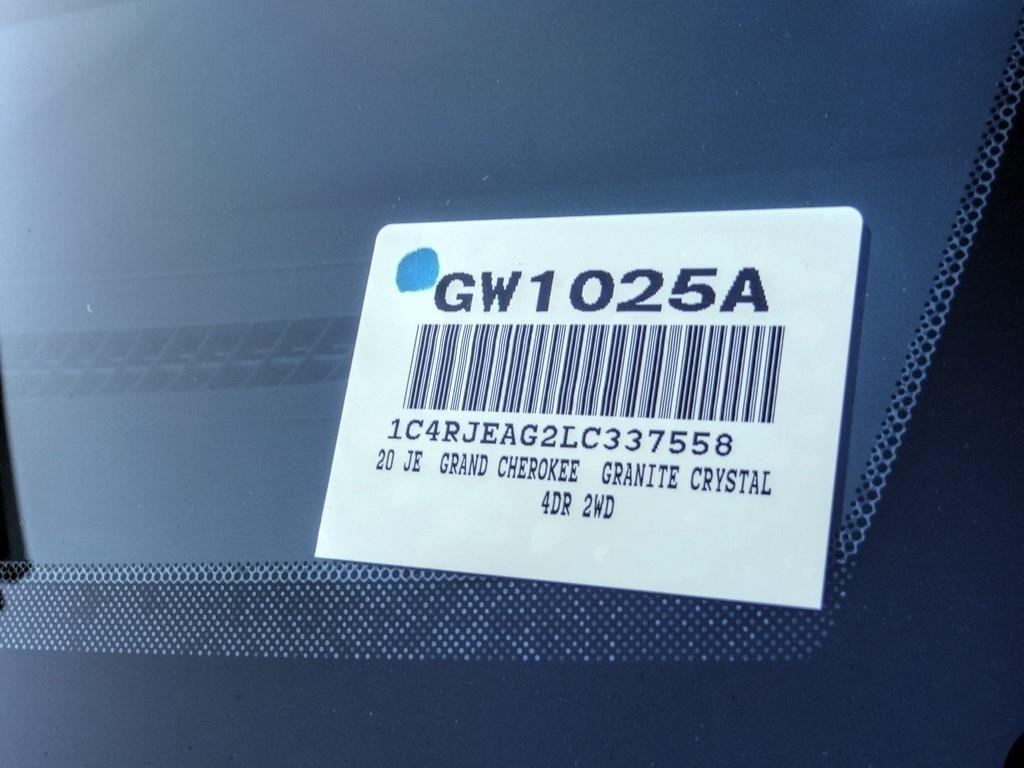 GW1025A
1C4RJEAG2LC337558
20 JE GRAND CHEROKEE GRANITE CRYSTAL
4DR 2WD